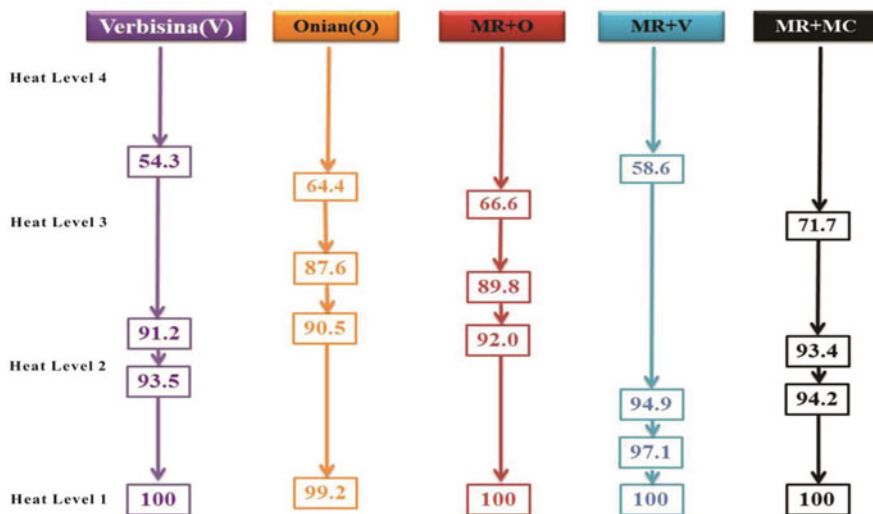 Verbisina(V) Onian(O) MR+O MR+V MR+MC
Heat Level 4
54.3 58.6
64.4
66.6
Heat Level 3 71.7
87.6
89.8
91.2 90.5
92.0
93.4
Heat Level 2
93.5
94.9 94.2
97.1
99.2
Heat Level 1 100 100 100 100